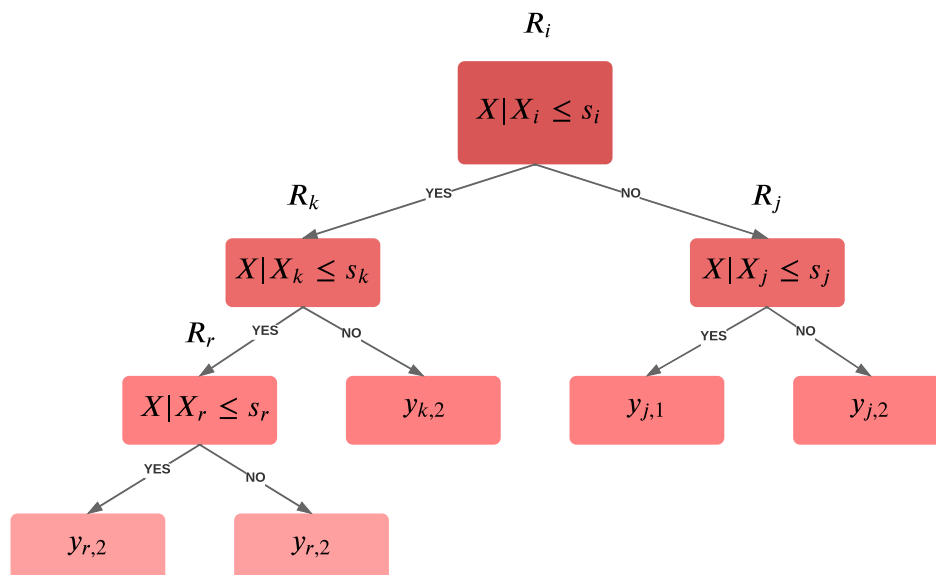 R_i
X|X_i ≤ s_i
YES
NO
R_k
R_j
X|X_k ≤ s_k
X|X_j ≤ s_j
YES
NO
YES
NO
R_r
X|X_r ≤ s_r
y_{k,2}
y_{j,1}
y_{j,2}
YES
NO
y_{r,2}
y_{r,2}